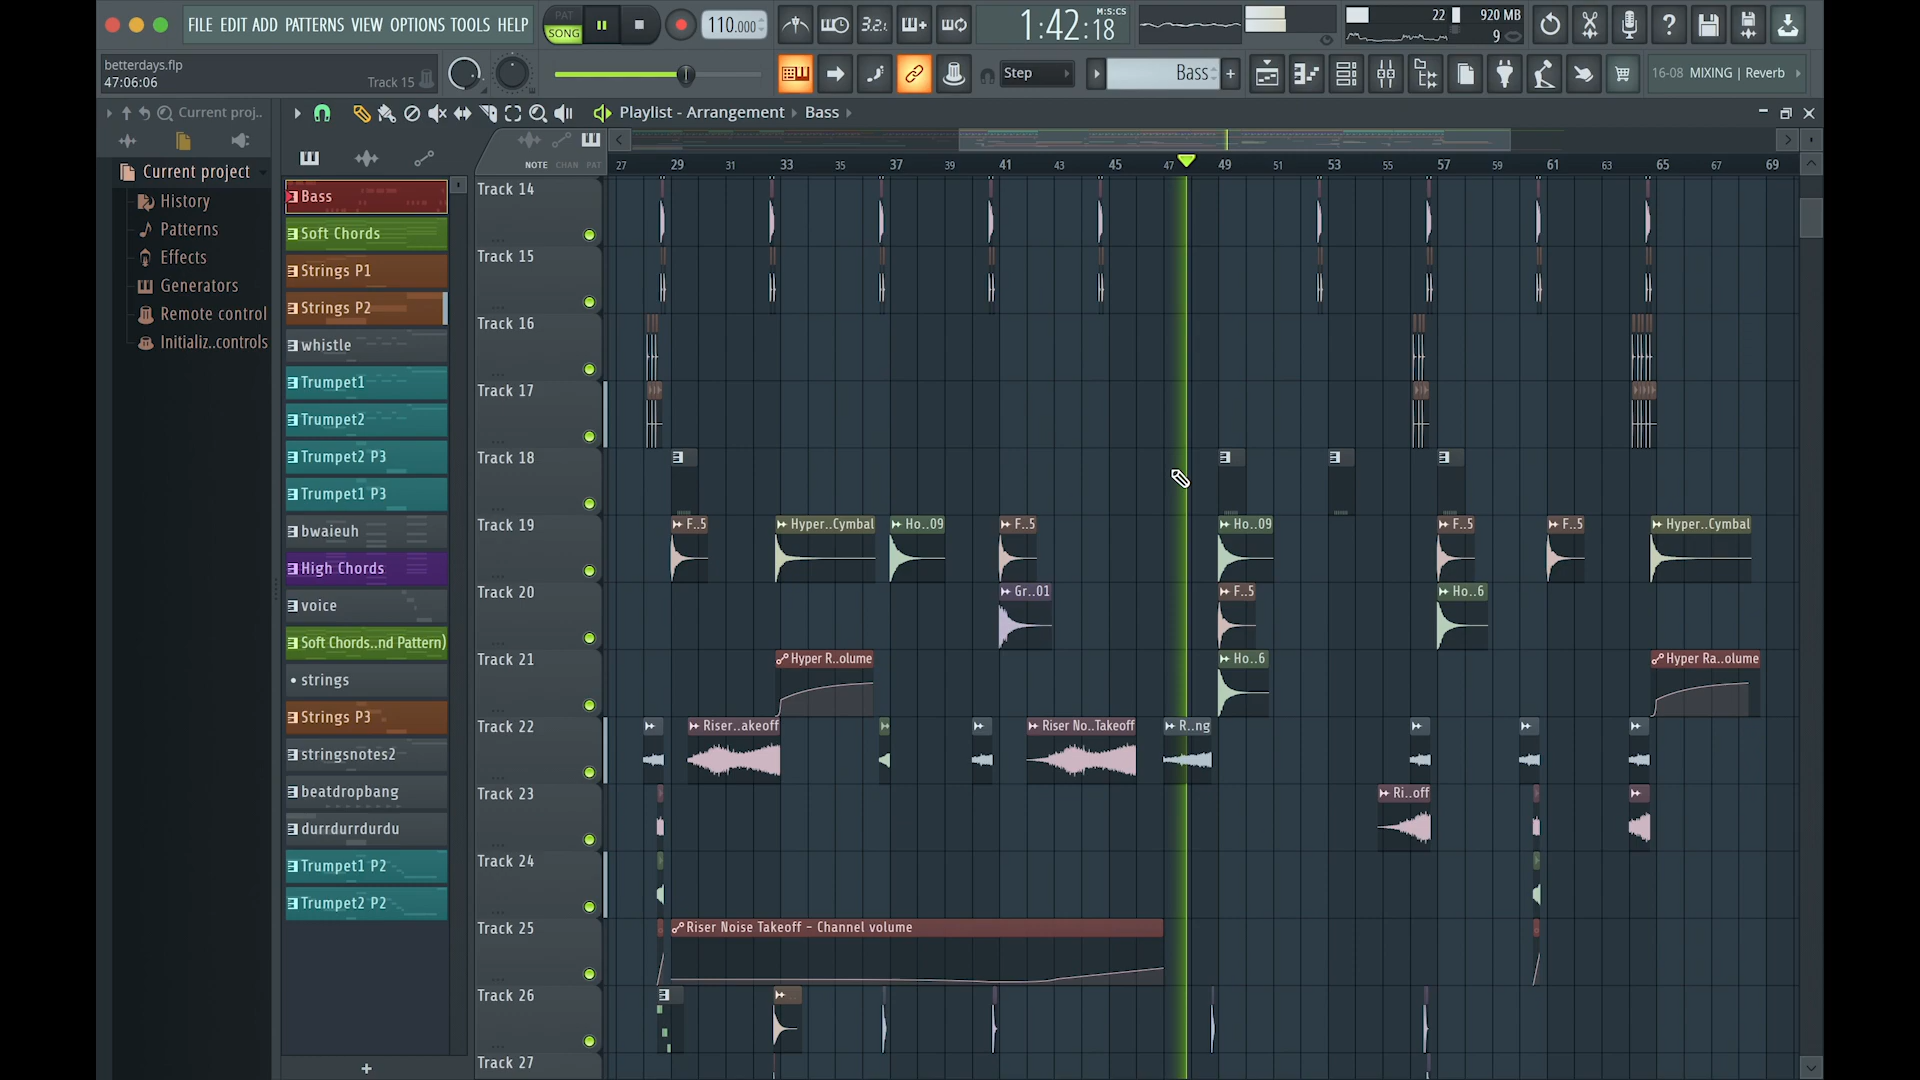 FILE EDIT ADD PATTERNS VIEW OPTIONS TOOLS HELP
PAT
SONG
110.000
3.2.
1:42:18
M:S:CS
22
920 MB
9
betterdays.flp
47:06:06
Track 15
Step
Bass
16-08 MIXING | Reverb
Current proj..
Playlist - Arrangement
Bass
Current project
History
Patterns
Effects
Generators
Remote control
Initializ..controls
Bass
Soft Chords
Strings P1
Strings P2
whistle
Trumpet1
Trumpet2
Trumpet2 P3
Trumpet1 P3
bwaieuh
High Chords
voice
Soft Chords..nd Pattern)
strings
Strings P3
stringsnotes2
beatdropbang
durrdurrdurdu
Trumpet1 P2
Trumpet2 P2
NOTE CHAN PAT
27 29 31 33 35 37 39 41 43 45 47 49 51 53 55 57 59 61 63 65 67 69
Track 14
Track 15
Track 16
Track 17
Track 18
Track 19
F..5 Hyper..Cymbal Ho..09 F..5 Ho..09 F..5 F..5 Hyper..Cymbal
Track 20
Gr..01 F..5 Ho..6
Track 21
Hyper R..olume Ho..6 Hyper Ra..olume
Track 22
Riser..akeoff Riser No..Takeoff R..ng
Track 23
Ri..off
Track 24
Track 25
Riser Noise Takeoff - Channel volume
Track 26
Track 27